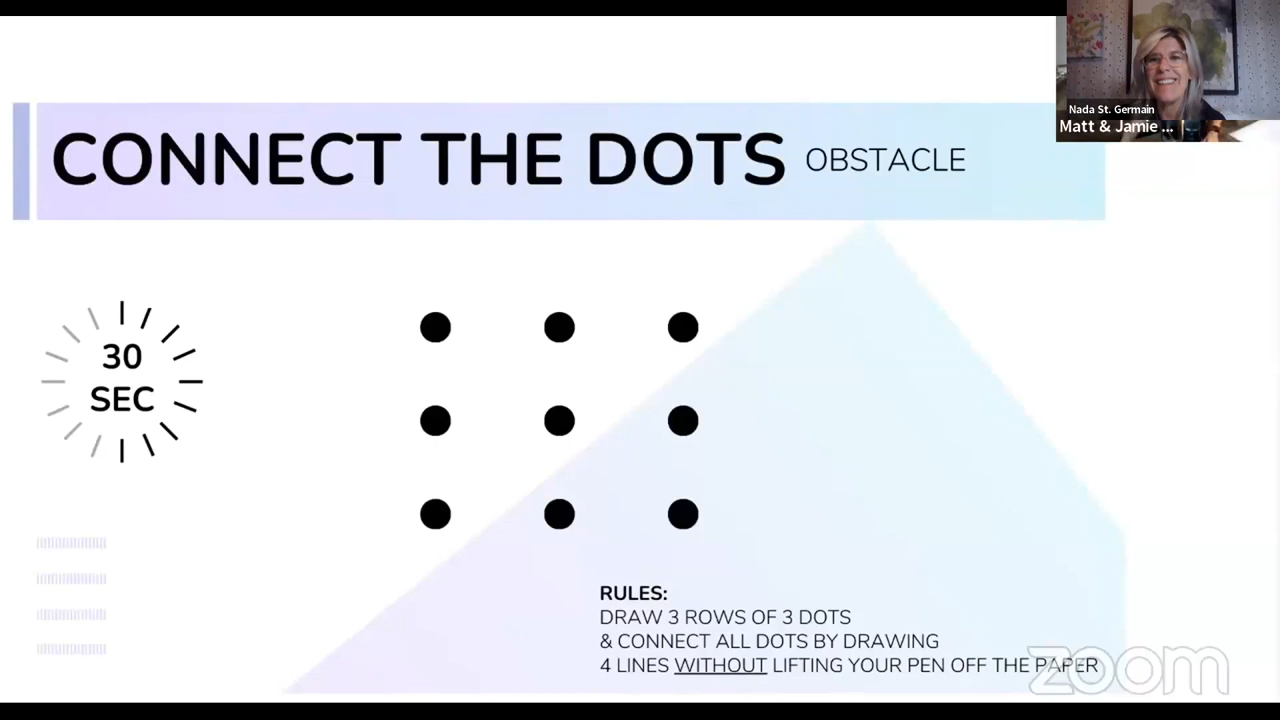 Nada St. Germain
Matt & Jamie ...
CONNECT THE DOTS OBSTACLE
30
SEC
RULES:
DRAW 3 ROWS OF 3 DOTS
& CONNECT ALL DOTS BY DRAWING
4 LINES WITHOUT LIFTING YOUR PEN OFF THE PAPER
zoom